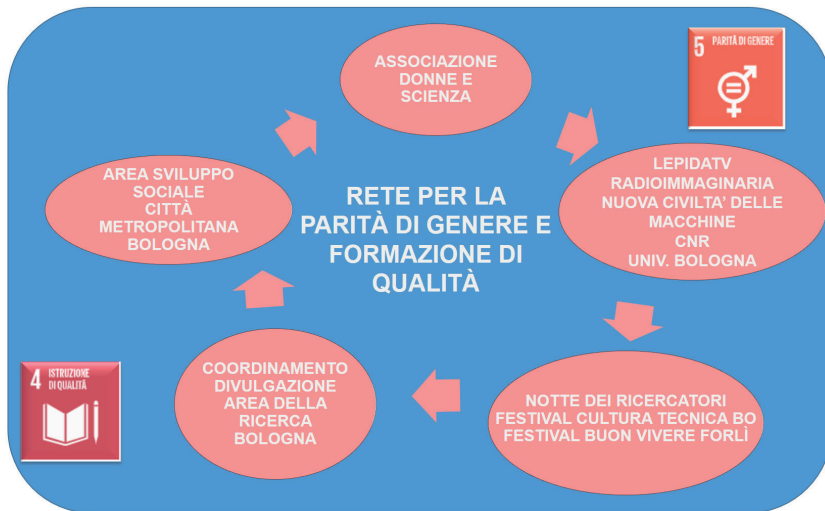 ASSOCIAZIONE
DONNE E
SCIENZA
5 PARITÀ DI GENERE
LEPIDATV
RADIOIMMAGINARIA
NUOVA CIVILTA' DELLE
MACCHINE
CNR
UNIV. BOLOGNA
AREA SVILUPPO
SOCIALE
CITTÀ
METROPOLITANA
BOLOGNA
RETE PER LA
PARITÀ DI GENERE E
FORMAZIONE DI
QUALITÀ
NOTTE DEI RICERCATORI
FESTIVAL CULTURA TECNICA BO
FESTIVAL BUON VIVERE FORLÌ
COORDINAMENTO
DIVULGAZIONE
AREA DELLA
RICERCA
BOLOGNA
4 ISTRUZIONE
DI QUALITÀ